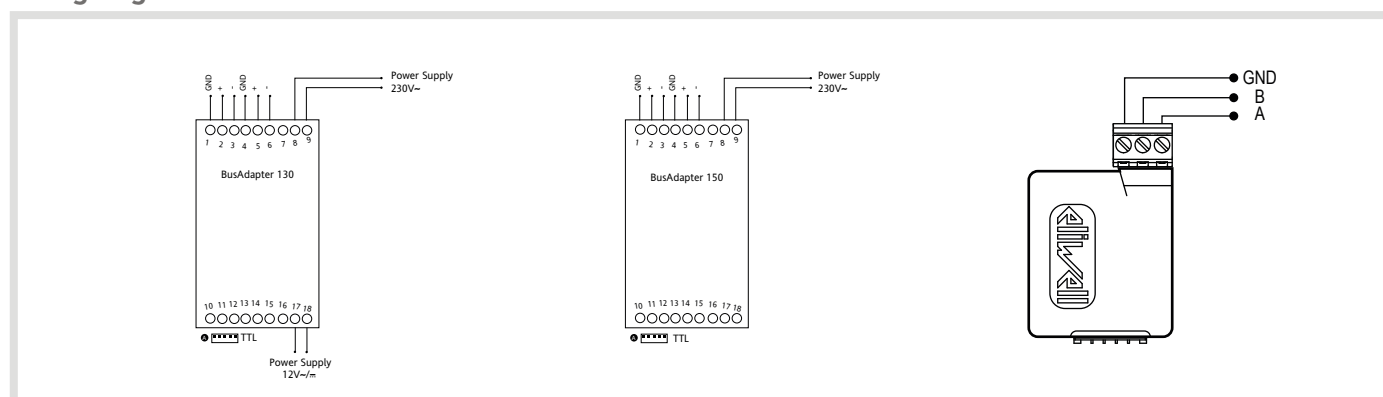 GND + - GND + -
Power Supply
230V~
1 2 3 4 5 6 7 8 9
BusAdapter 130
10 11 12 13 14 15 16 17 18
A TTL
Power Supply
12V~/⎓
GND + - GND + -
Power Supply
230V~
1 2 3 4 5 6 7 8 9
BusAdapter 150
10 11 12 13 14 15 16 17 18
A TTL
GND
B
A
eliwell